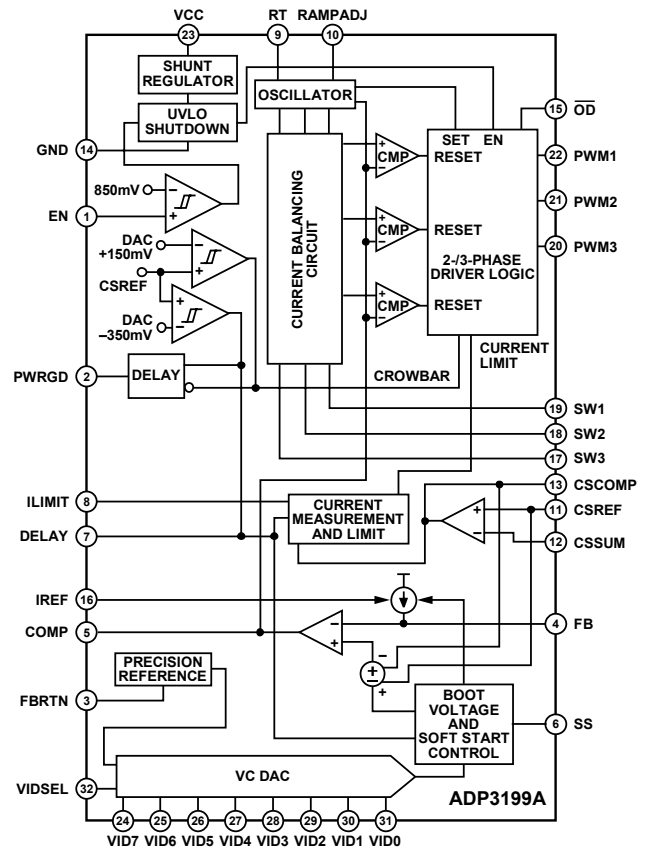 VCC RT RAMPADJ
23 9 10
SHUNT
REGULATOR
OSCILLATOR
UVLO
SHUTDOWN
15 OD
GND 14
SET EN
CMP + − RESET
22 PWM1
850mV − +
EN 1
21 PWM2
DAC
+150mV − +
CSREF
CURRENT BALANCING
CIRCUIT
CMP + − RESET
2-/3-PHASE
DRIVER LOGIC
20 PWM3
DAC
−350mV + −
CMP + − RESET
CURRENT
LIMIT
PWRGD 2
DELAY
CROWBAR
19 SW1
18 SW2
17 SW3
13 CSCOMP
ILIMIT 8
CURRENT
MEASUREMENT
AND LIMIT
+ −
11 CSREF
DELAY 7
12 CSSUM
IREF 16
COMP 5
− +
4 FB
PRECISION
REFERENCE
− + − +
FBRTN 3
BOOT
VOLTAGE
AND
SOFT START
CONTROL
6 SS
VIDSEL 32
VC DAC
ADP3199A
24 25 26 27 28 29 30 31
VID7 VID6 VID5 VID4 VID3 VID2 VID1 VID0